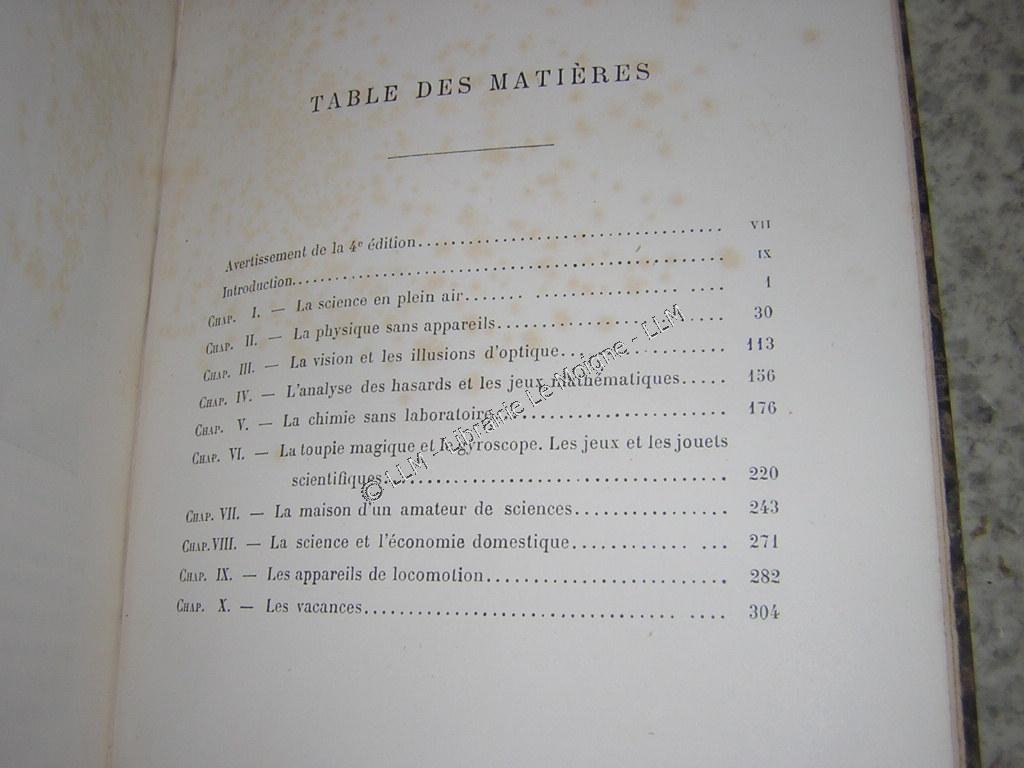 TABLE DES MATIÈRES
Avertissement de la 4e édition........................................ VII
Introduction........................................................ IX
CHAP. I. — La science en plein air....... .................. .... 1
CHAP. II. — La physique sans appareils............................ 30
CHAP. III. — La vision et les illusions d'optique.................... 113
CHAP. IV. — L'analyse des hasards et les jeux mathématiques..... 156
CHAP. V. — La chimie sans laboratoire............................ 176
CHAP. VI. — La toupie magique et le gyroscope. Les jeux et les jouets
scientifiques........................................ 220
CHAP. VII. — La maison d'un amateur de sciences................ 243
CHAP. VIII. — La science et l'économie domestique............ ... 271
CHAP. IX. — Les appareils de locomotion......................... 282
CHAP. X. — Les vacances.................................. .... 304
© LLM - Librairie Le Moigne - LLM